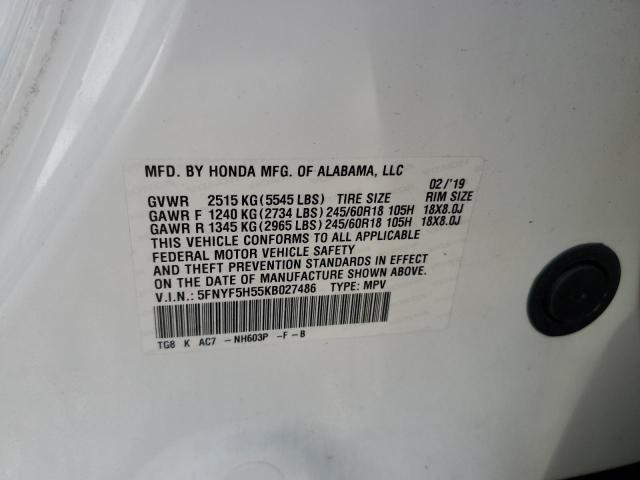 MFD. BY HONDA MFG. OF ALABAMA, LLC 02/'19
GVWR 2515 KG (5545 LBS) TIRE SIZE RIM SIZE
GAWR F 1240 KG (2734 LBS) 245/60R18 105H 18X8.0J
GAWR R 1345 KG (2965 LBS) 245/60R18 105H 18X8.0J
THIS VEHICLE CONFORMS TO ALL APPLICABLE
FEDERAL MOTOR VEHICLE SAFETY, BUMPER,
AND THEFT PREVENTION STANDARDS IN EFFECT
ON THE DATE OF MANUFACTURE SHOWN ABOVE.
V.I.N.: 5FNYF5H55KB027486 TYPE: MPV
TG8 K AC7 -NH603P -F -B